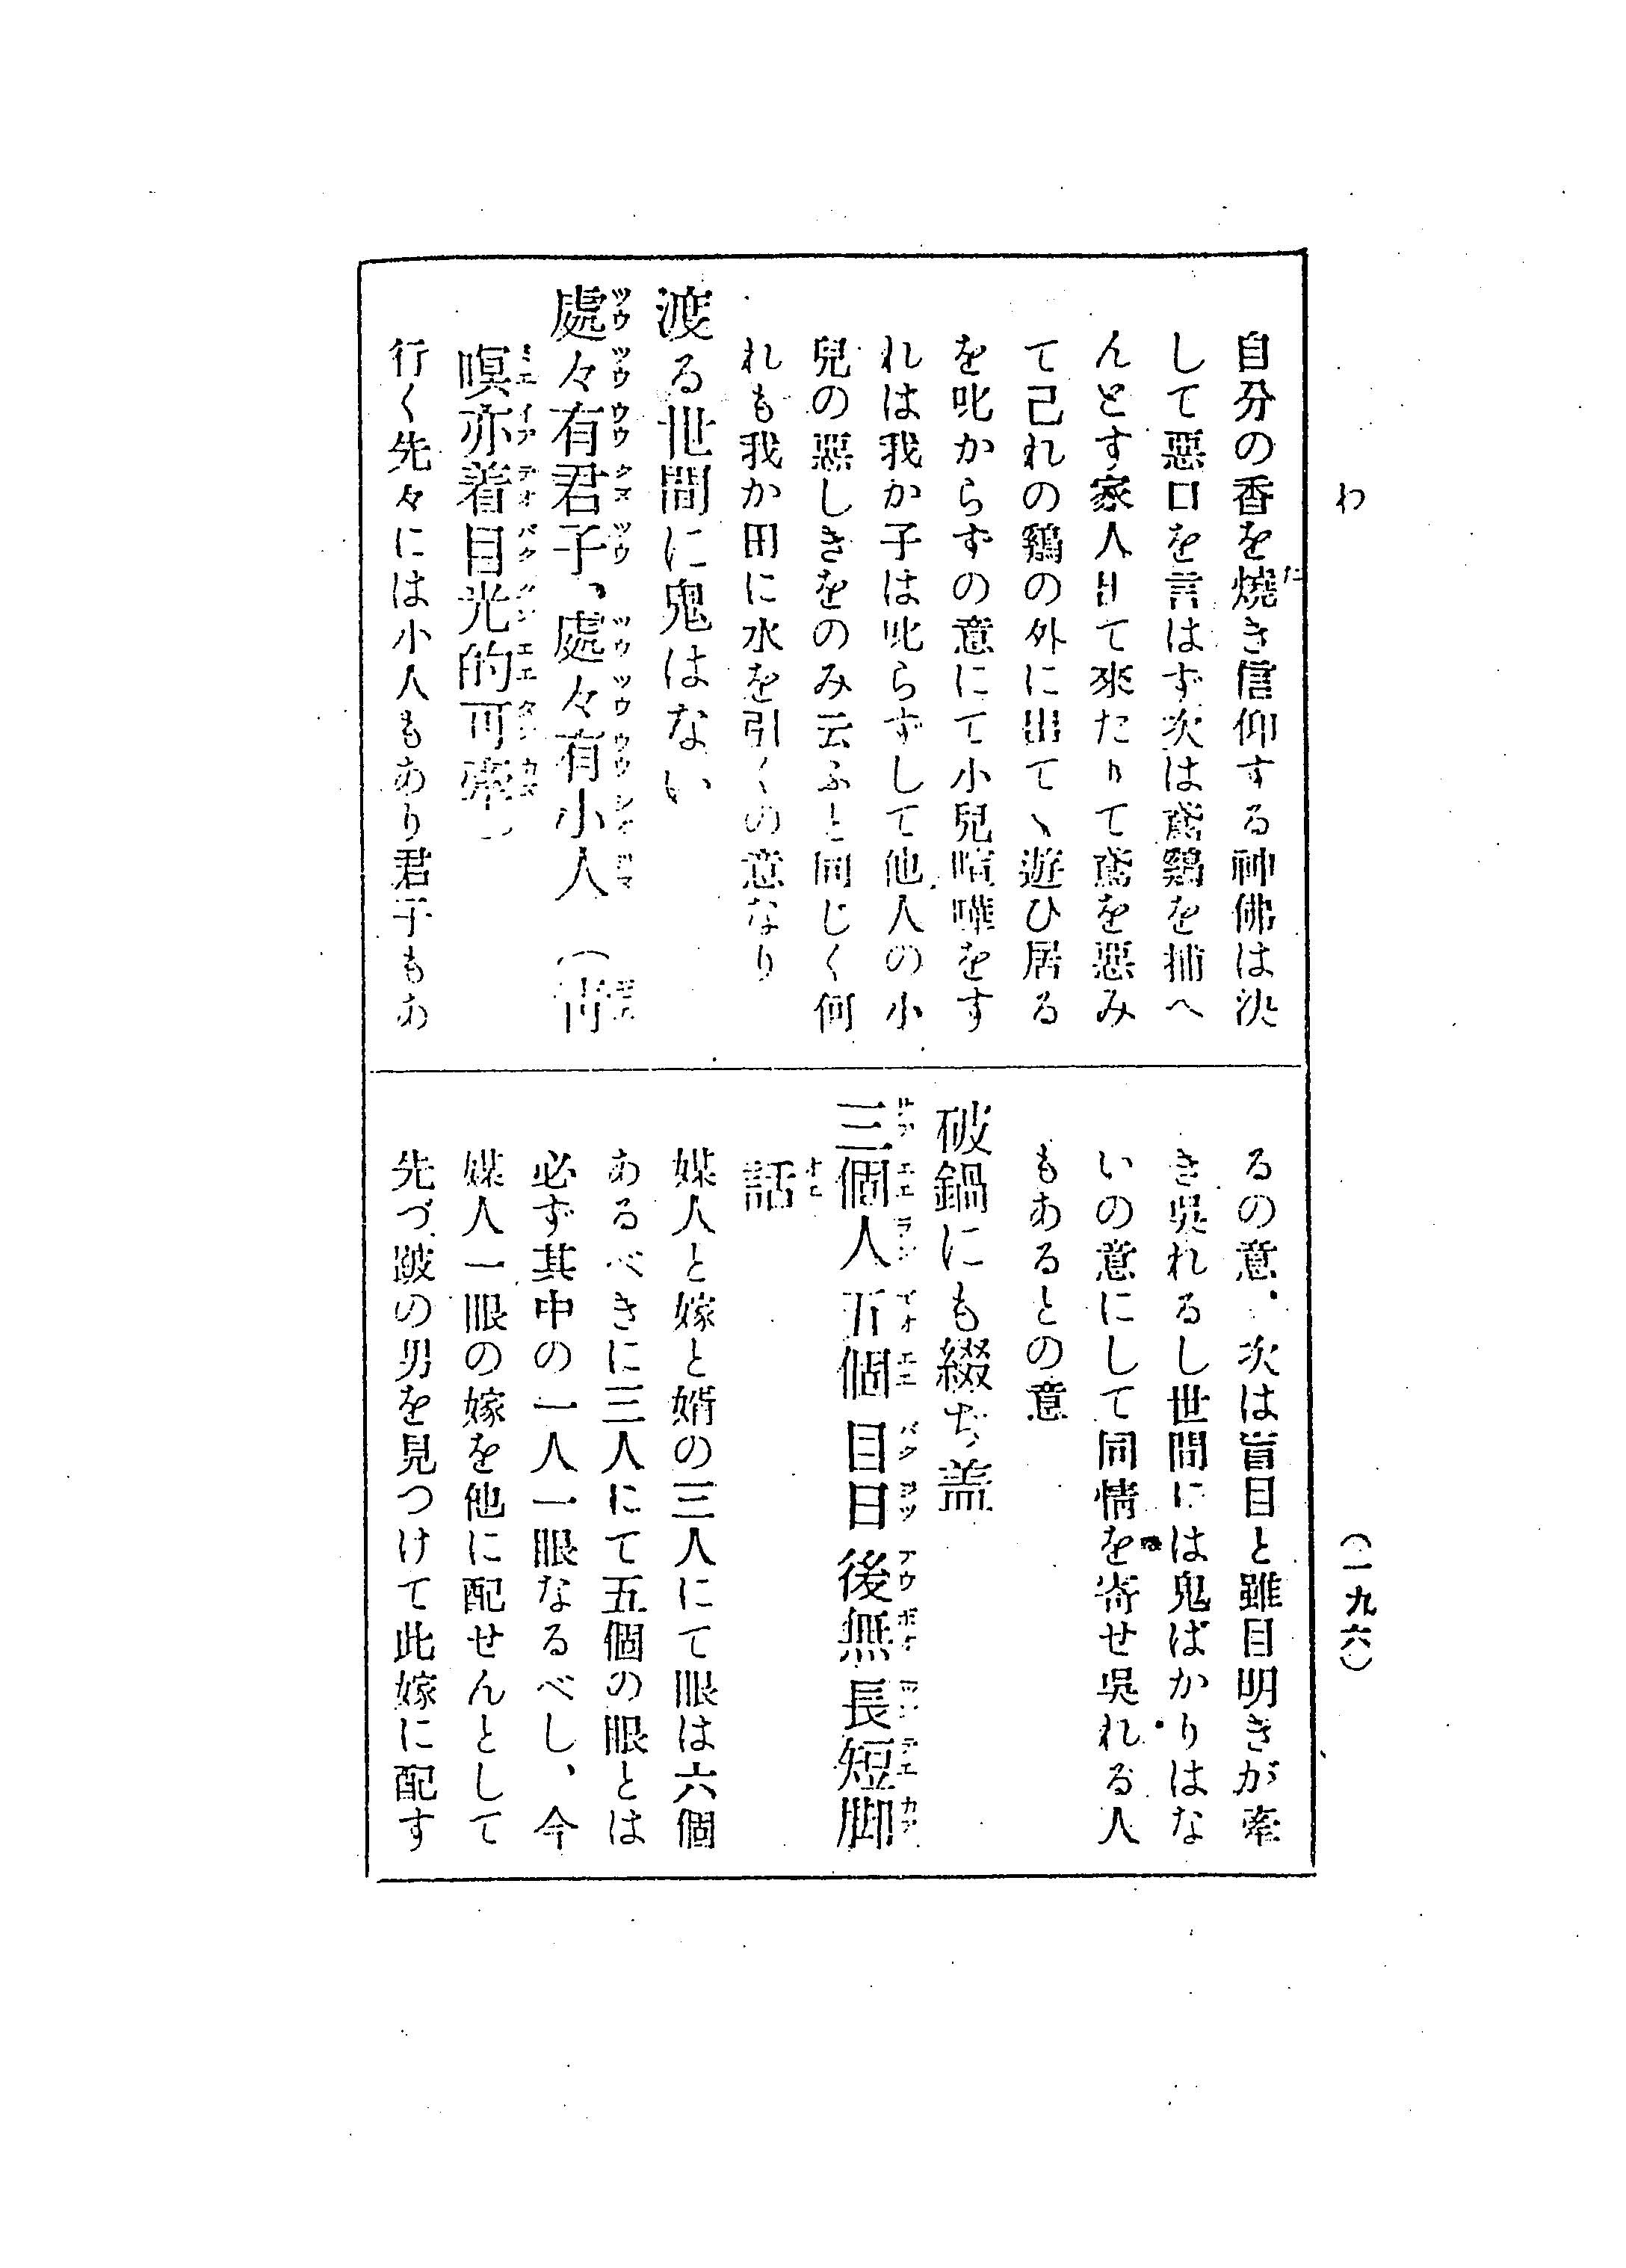 わ
(一九六)
自分の香を燒き信仰する神佛は決
して惡口を言はず次は鳶鷄を捕へ
んとす家人出て來たりて鳶を惡み
て己れの鷄の外に出て丶遊ひ居る
を叱からずの意にて小兒喧嘩をす
れは我か子は叱らずして他人の小
兒の惡しきをのみ云ふと同じく何
れも我か田に水を引くの意なり
渡る世間に鬼はない
處々有君子、處々有小人 (靑
暝亦着目光的可牽)
行く先々には小人もあり君子もあ
るの意、次は盲目と雖目明きが牽
き呉れるし世間には鬼ばかりはな
いの意にして同情を寄せ呉れる人
もあるとの意
破鍋にも綴ぢ蓋
三個人五個目日後無長短脚
話
媒人と嫁と婿の三人にて眼は六個
あるべきに三人にて五個の眼とは
必ず其中の一人一眼なるべし、今
媒人一眼の嫁を他に配せんとして
先づ跛の男を見つけて此嫁に配す